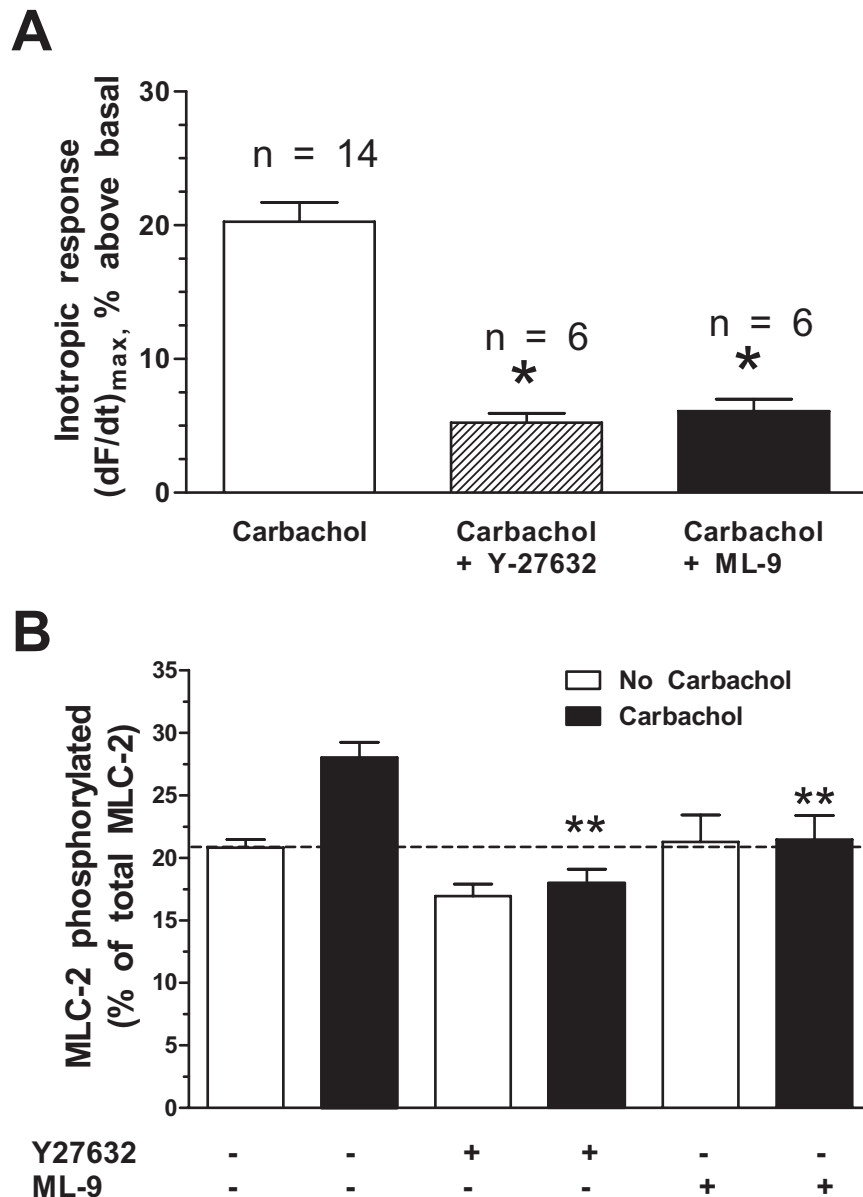 A
Inotropic response
(dF/dt)max, % above basal
30
20
10
0
n = 14
n = 6
*
n = 6
*
Carbachol
Carbachol
+ Y-27632
Carbachol
+ ML-9
B
MLC-2 phosphorylated
(% of total MLC-2)
35
30
25
20
15
10
5
0
No Carbachol
Carbachol
**
**
Y27632 - - + + - -
ML-9 - - - - + +